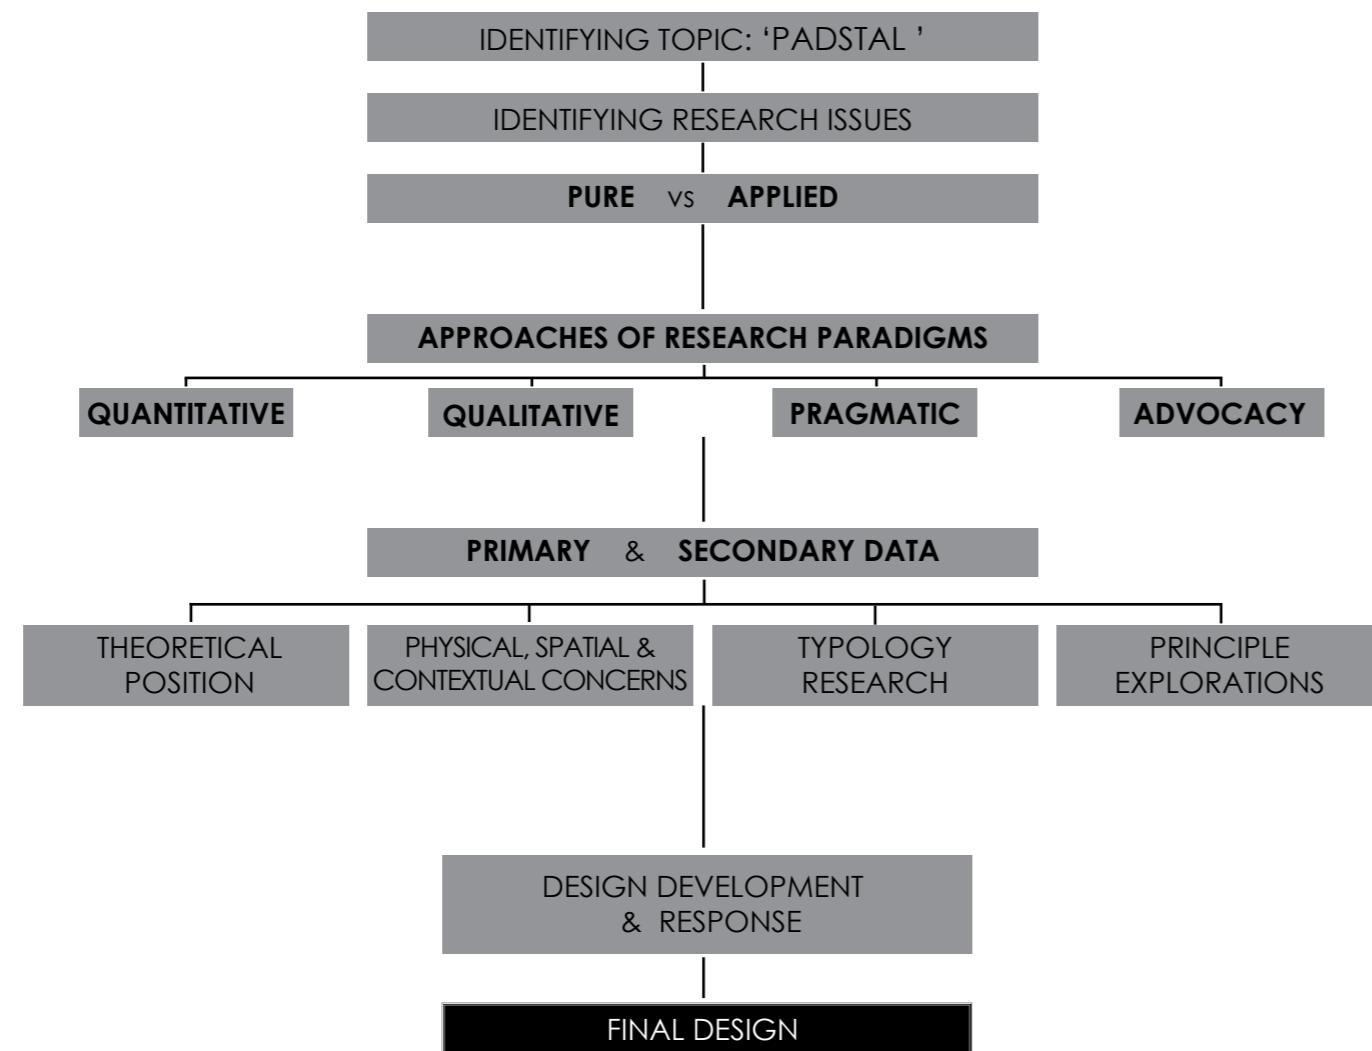 IDENTIFYING TOPIC: ‘PADSTAL ’
IDENTIFYING RESEARCH ISSUES
PURE vs APPLIED
APPROACHES OF RESEARCH PARADIGMS
QUANTITATIVE
QUALITATIVE
PRAGMATIC
ADVOCACY
PRIMARY & SECONDARY DATA
THEORETICAL
POSITION
PHYSICAL, SPATIAL &
CONTEXTUAL CONCERNS
TYPOLOGY
RESEARCH
PRINCIPLE
EXPLORATIONS
DESIGN DEVELOPMENT
& RESPONSE
FINAL DESIGN